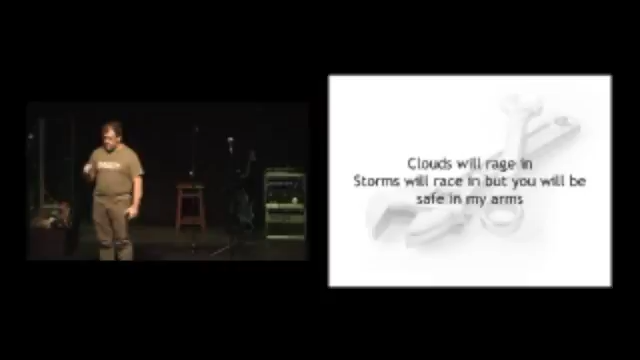 Clouds will rage in
Storms will race in but you will be
safe in my arms